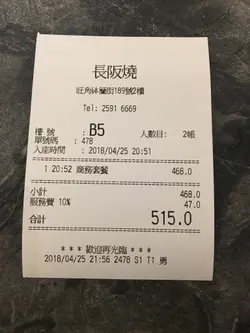 長阪燒
旺角砵蘭街189號2樓
Tel: 2591 6669
檯 號 : B5 人數目: 2帳
單號碼 : 478
入座時間 : 2018/04/25 20:51
1 20:52 商務套餐 468.0
小計 468.0
服務費 10% 47.0
合計 515.0
*** 歡迎再光臨 ***
2018/04/25 21:56 2478 S1 T1 勇